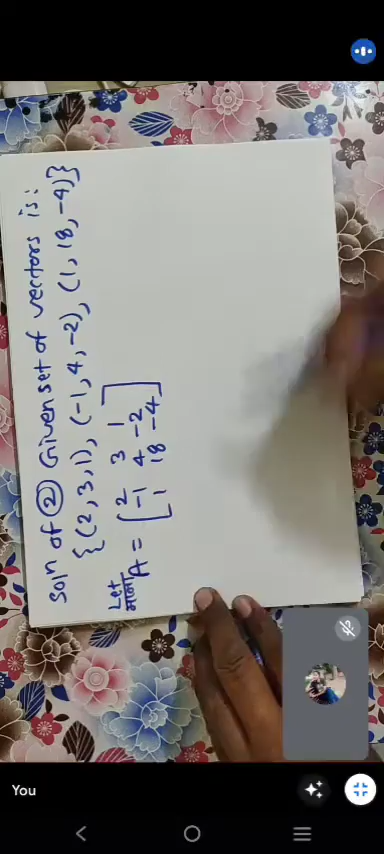 Soln of ② Given set of vectors is:
{(2,3,1), (-1,4,-2), (1,18,-4)}
Let
माना
A = [ 2 3 1
-1 4 -2
1 18 -4 ]
You